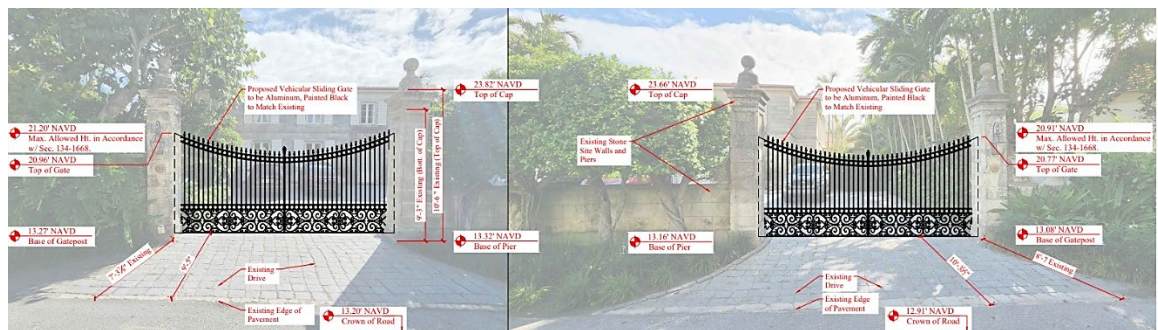 Proposed Vehicular Sliding Gate
to be Aluminum, Painted Black
to Match Existing
23.82' NAVD
Top of Cap
21.20' NAVD
Max. Allowed Ht. in Accordance
w/ Sec. 134-1668.
20.96' NAVD
Top of Gate
9'-3" Existing (Bott. of Cap)
10'-6" Existing (Top of Cap)
13.27' NAVD
Base of Gatepost
13.32' NAVD
Base of Pier
Existing
9'-5"
Existing
Drive
Existing Edge of
Pavement
13.20' NAVD
Crown of Road
23.66' NAVD
Top of Cap
Proposed Vehicular Sliding Gate
to be Aluminum, Painted Black
to Match Existing
20.91' NAVD
Max. Allowed Ht. in Accordance
w/ Sec. 134-1668.
Existing Stone
Site Walls and
Piers
20.77' NAVD
Top of Gate
13.16' NAVD
Base of Pier
13.08' NAVD
Base of Gatepost
8'-7 Existing
Existing
Drive
Existing Edge
of Pavement
12.91' NAVD
Crown of Road